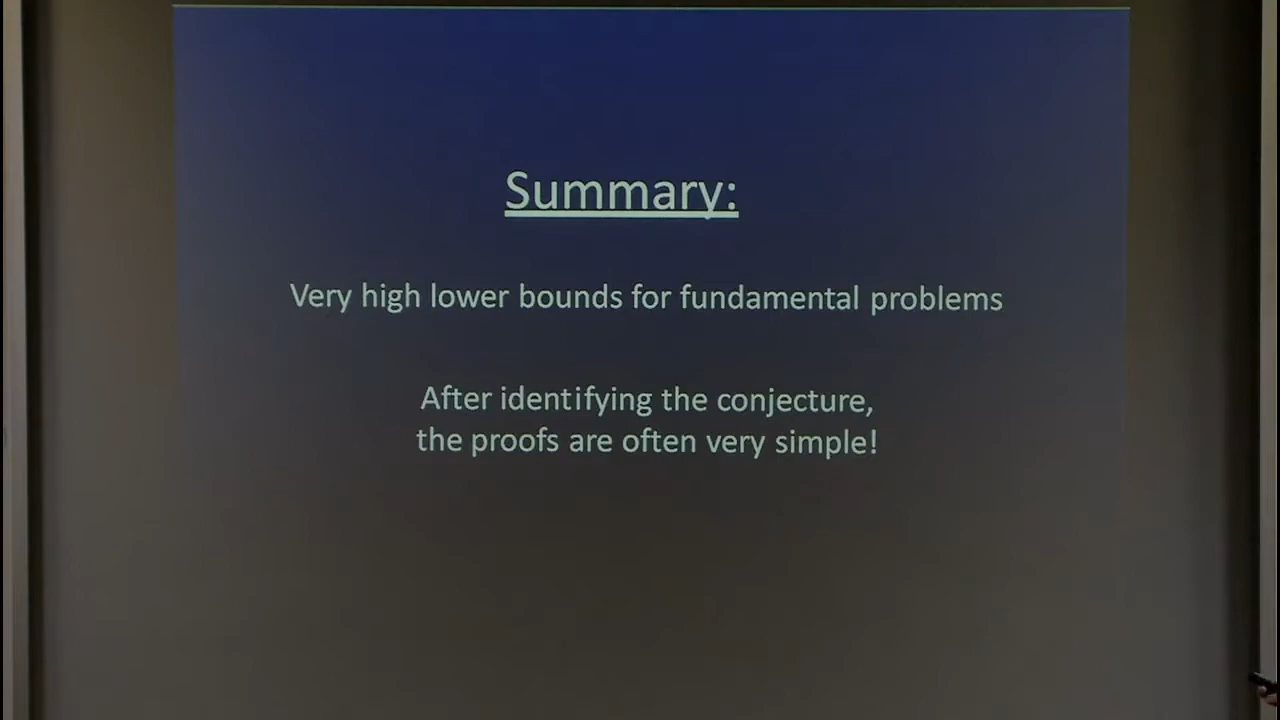 Summary:
Very high lower bounds for fundamental problems
After identifying the conjecture,
the proofs are often very simple!